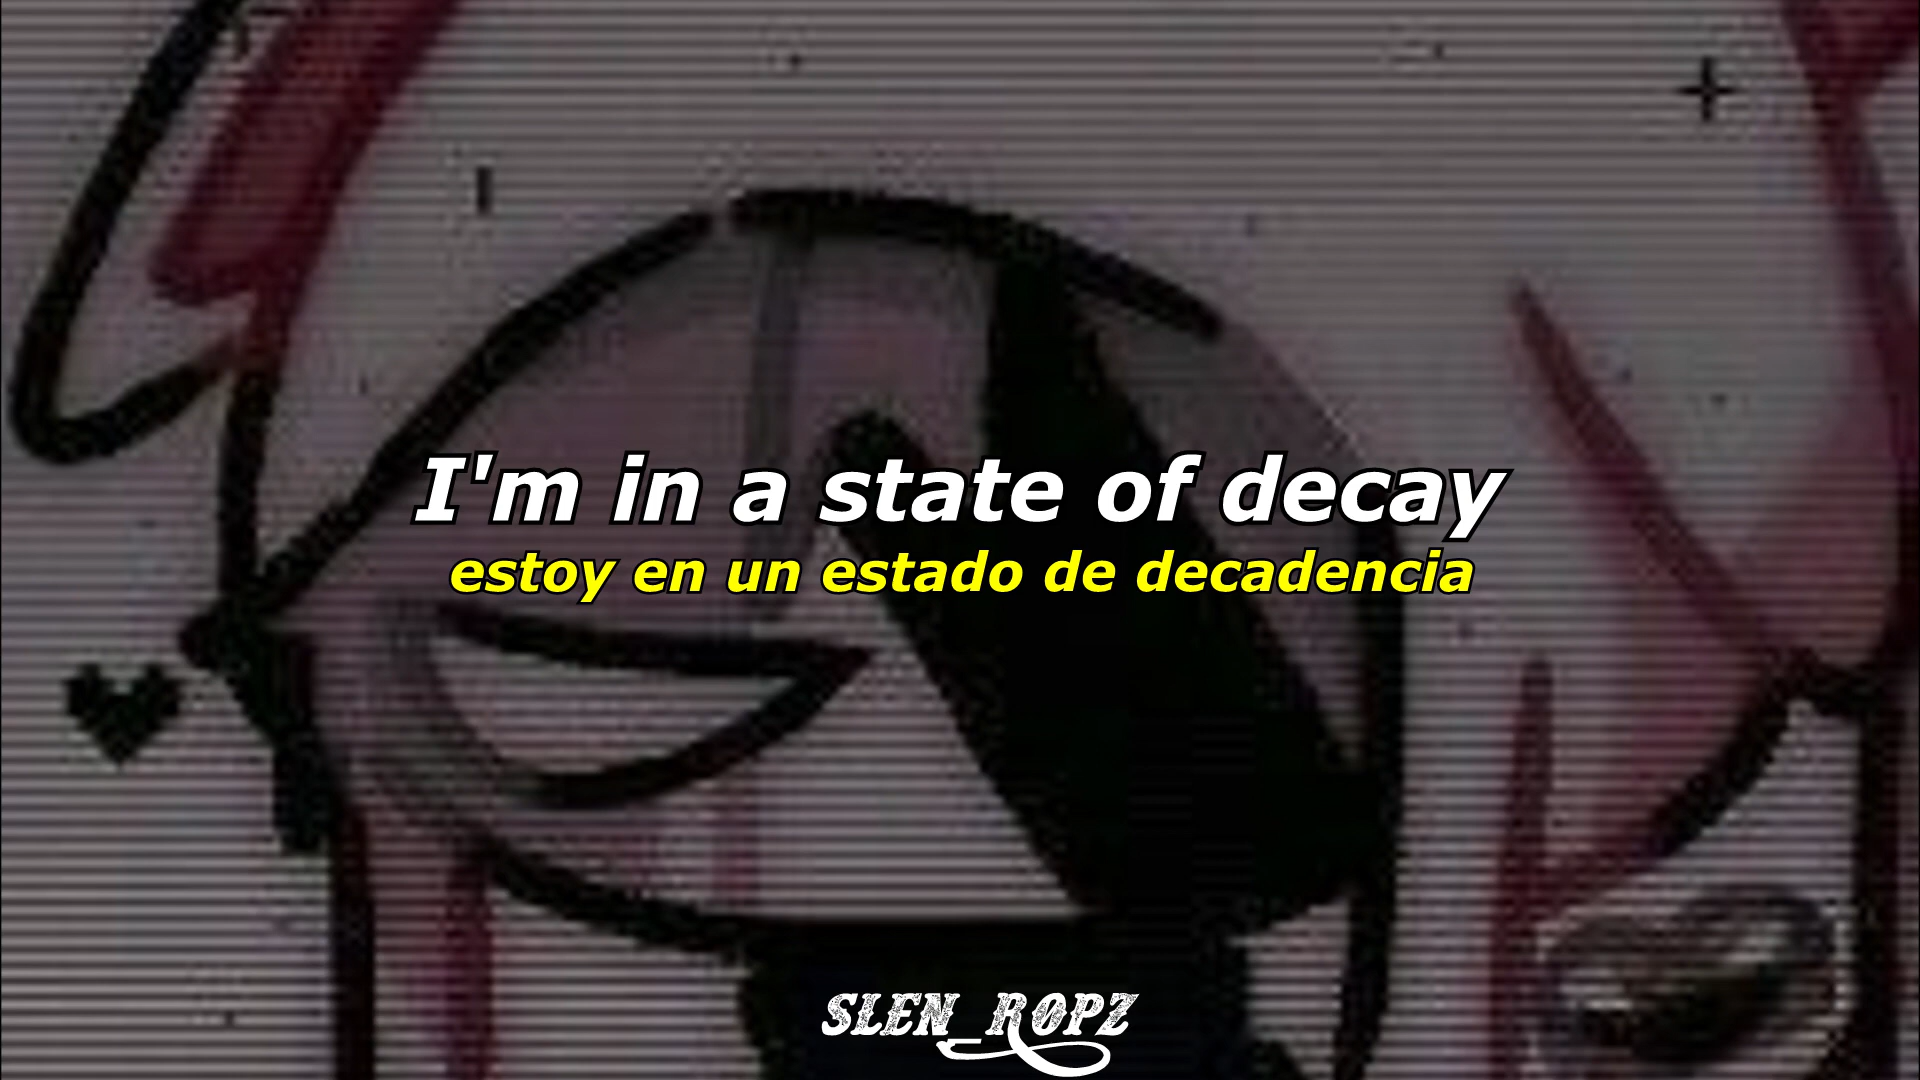 I'm in a state of decay
estoy en un estado de decadencia
SLEN_ROPZ